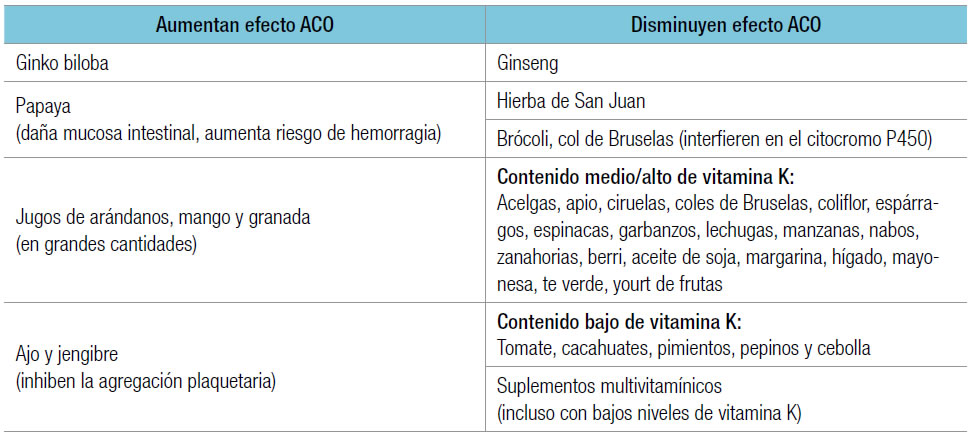 Aumentan efecto ACO
Disminuyen efecto ACO
Ginko biloba
Ginseng
Papaya
(daña mucosa intestinal, aumenta riesgo de hemorragia)
Hierba de San Juan
Brócoli, col de Bruselas (interfieren en el citocromo P450)
Jugos de arándanos, mango y granada
(en grandes cantidades)
Contenido medio/alto de vitamina K:
Acelgas, apio, ciruelas, coles de Bruselas, coliflor, espárra-
gos, espinacas, garbanzos, lechugas, manzanas, nabos,
zanahorias, berri, aceite de soja, margarina, hígado, mayo-
nesa, te verde, yourt de frutas
Ajo y jengibre
(inhiben la agregación plaquetaria)
Contenido bajo de vitamina K:
Tomate, cacahuates, pimientos, pepinos y cebolla
Suplementos multivitamínicos
(incluso con bajos niveles de vitamina K)